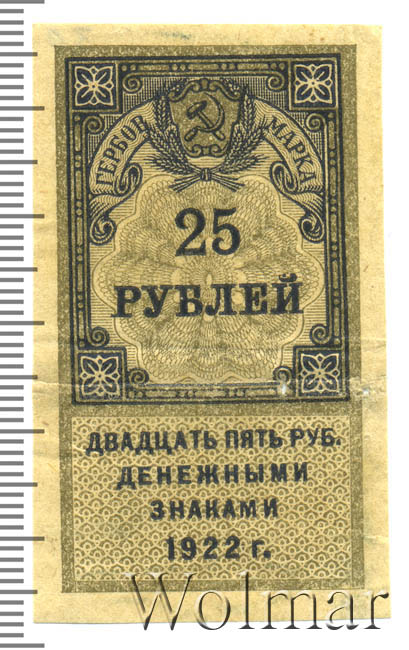 ГЕРБОВ. МАРКА
25
РУБЛЕЙ
ДВАДЦАТЬ ПЯТЬ РУБ.
ДЕНЕЖНЫМИ
ЗНАКАМИ
1922 г.
Wolmar